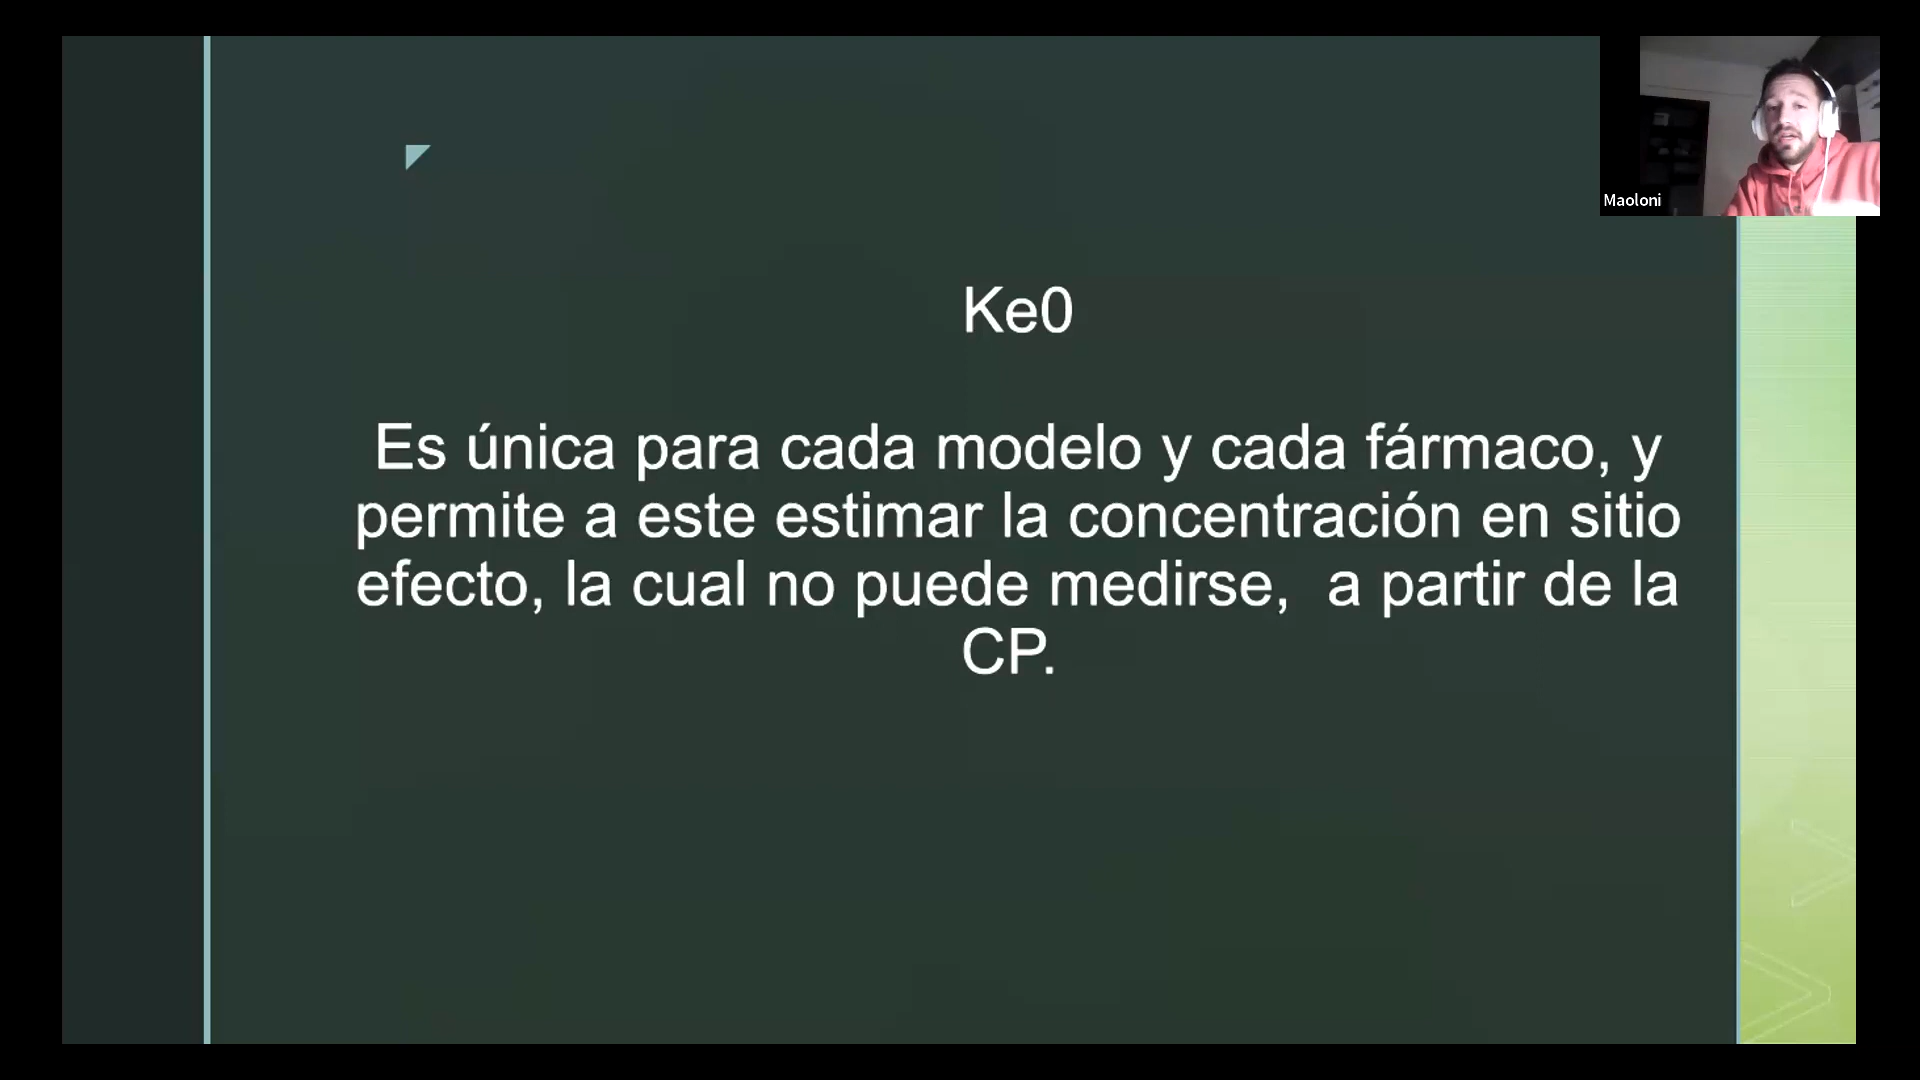 Maoloni
Ke0
Es única para cada modelo y cada fármaco, y
permite a este estimar la concentración en sitio
efecto, la cual no puede medirse,  a partir de la
CP.